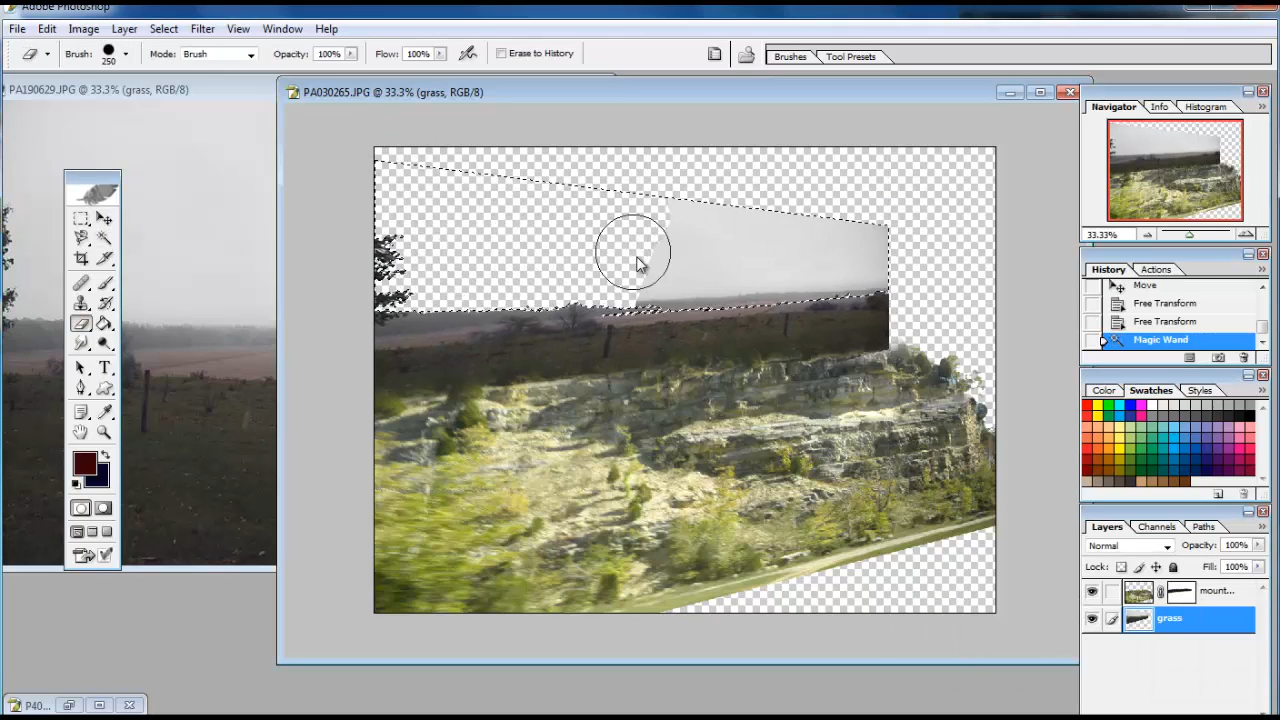 Adobe Photoshop
File Edit Image Layer Select Filter View Window Help
Brush: 250 Mode: Brush Opacity: 100% Flow: 100% Erase to History Brushes Tool Presets
PA190629.JPG @ 33.3% (grass, RGB/8)
PA030265.JPG @ 33.3% (grass, RGB/8)
Navigator Info Histogram
33.33%
History Actions
Move
Free Transform
Free Transform
Magic Wand
Color Swatches Styles
Layers Channels Paths
Normal Opacity: 100%
Lock: Fill: 100%
mount...
grass
T
P40...